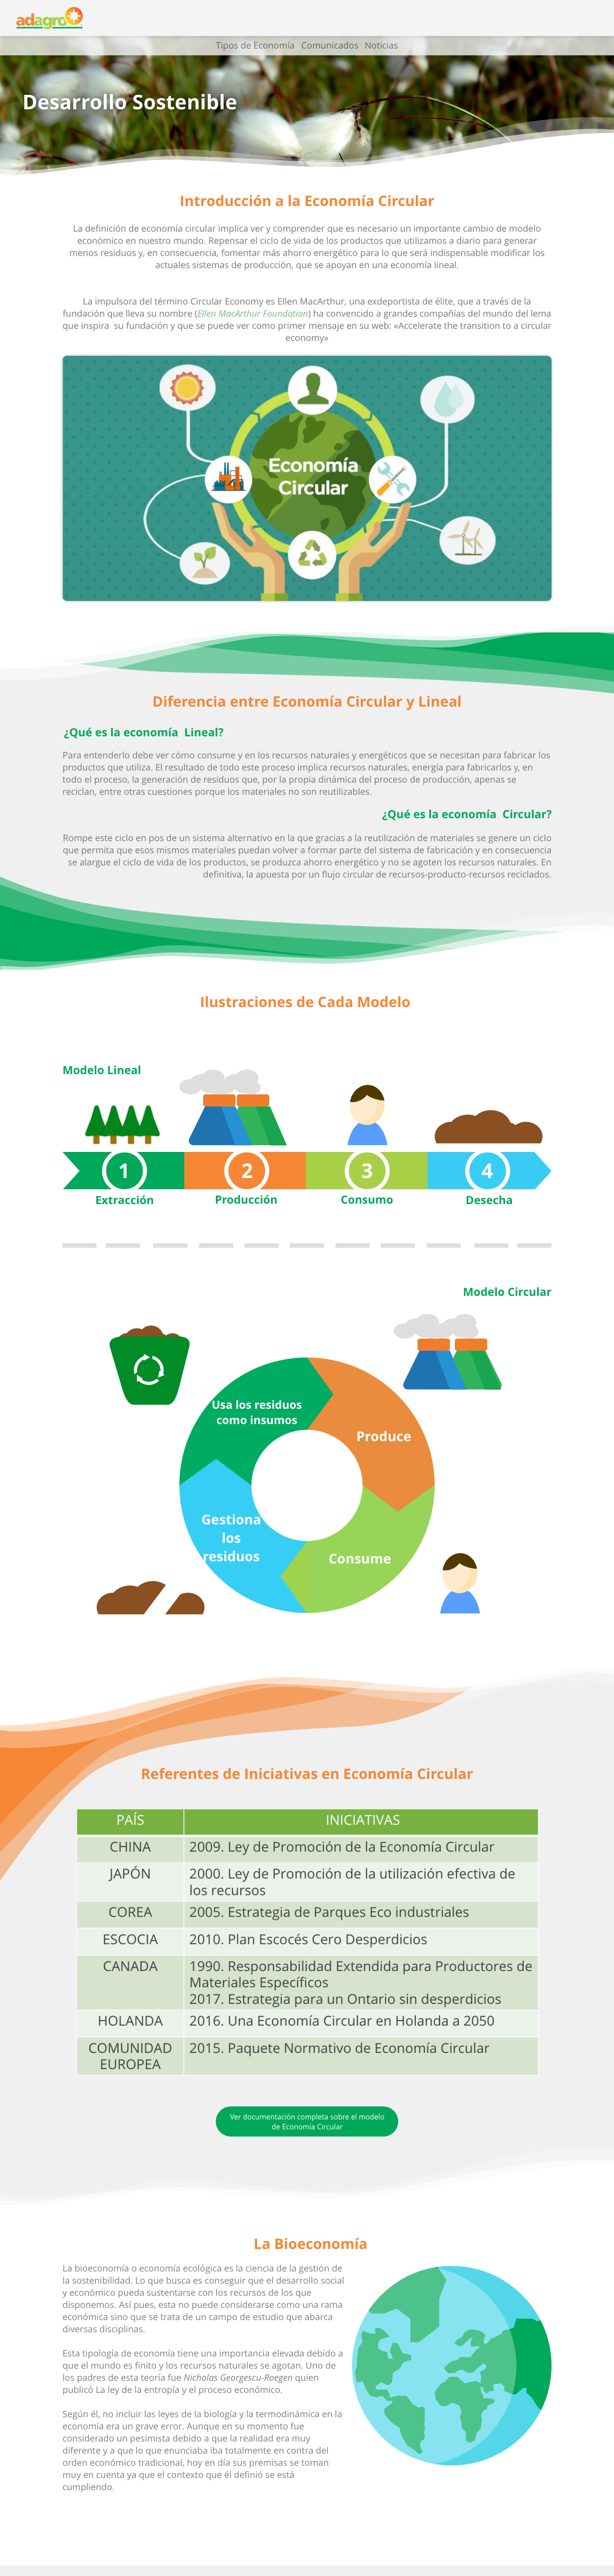 adagro
Tipos de Economía Comunicados Noticias
Desarrollo Sostenible
Introducción a la Economía Circular
La definición de economía circular implica ver y comprender que es necesario un importante cambio de modelo
económico en nuestro mundo. Repensar el ciclo de vida de los productos que utilizamos a diario para generar
menos residuos y, en consecuencia, fomentar más ahorro energético para lo que será indispensable modificar los
actuales sistemas de producción, que se apoyan en una economía lineal.
La impulsora del término Circular Economy es Ellen MacArthur, una exdeportista de élite, que a través de la
fundación que lleva su nombre (Ellen MacArthur Foundation) ha convencido a grandes compañías del mundo del lema
que inspira su fundación y que se puede ver como primer mensaje en su web: «Accelerate the transition to a circular
economy»
Economía
Circular
Diferencia entre Economía Circular y Lineal
¿Qué es la economía Lineal?
Para entenderlo debe ver cómo consume y en los recursos naturales y energéticos que se necesitan para fabricar los
productos que utiliza. El resultado de todo este proceso implica recursos naturales, energía para fabricarlos y, en
todo el proceso, la generación de residuos que, por la propia dinámica del proceso de producción, apenas se
reciclan, entre otras cuestiones porque los materiales no son reutilizables.
¿Qué es la economía Circular?
Rompe este ciclo en pos de un sistema alternativo en la que gracias a la reutilización de materiales se genere un ciclo
que permita que esos mismos materiales puedan volver a formar parte del sistema de fabricación y en consecuencia
se alargue el ciclo de vida de los productos, se produzca ahorro energético y no se agoten los recursos naturales. En
definitiva, la apuesta por un flujo circular de recursos-producto-recursos reciclados.
Ilustraciones de Cada Modelo
Modelo Lineal
1 2 3 4
Extracción Producción Consumo Desecha
Modelo Circular
Usa los residuos
como insumos
Produce
Gestiona
los
residuos
Consume
Referentes de Iniciativas en Economía Circular
PAÍS INICIATIVAS
CHINA 2009. Ley de Promoción de la Economía Circular
JAPÓN 2000. Ley de Promoción de la utilización efectiva de
los recursos
COREA 2005. Estrategia de Parques Eco industriales
ESCOCIA 2010. Plan Escocés Cero Desperdicios
CANADA 1990. Responsabilidad Extendida para Productores de
Materiales Específicos
2017. Estrategia para un Ontario sin desperdicios
HOLANDA 2016. Una Economía Circular en Holanda a 2050
COMUNIDAD 2015. Paquete Normativo de Economía Circular
EUROPEA
Ver documentación completa sobre el modelo
de Economía Circular
La Bioeconomía
La bioeconomía o economía ecológica es la ciencia de la gestión de
la sostenibilidad. Lo que busca es conseguir que el desarrollo social
y económico pueda sustentarse con los recursos de los que
disponemos. Así pues, esta no puede considerarse como una rama
económica sino que se trata de un campo de estudio que abarca
diversas disciplinas.
Esta tipología de economía tiene una importancia elevada debido a
que el mundo es finito y los recursos naturales se agotan. Uno de
los padres de esta teoría fue Nicholas Georgescu-Roegen quien
publicó La ley de la entropía y el proceso económico.
Según él, no incluir las leyes de la biología y la termodinámica en la
economía era un grave error. Aunque en su momento fue
considerado un pesimista debido a que la realidad era muy
diferente y a que lo que enunciaba iba totalmente en contra del
orden económico tradicional, hoy en día sus premisas se toman
muy en cuenta ya que el contexto que él definió se está
cumpliendo.